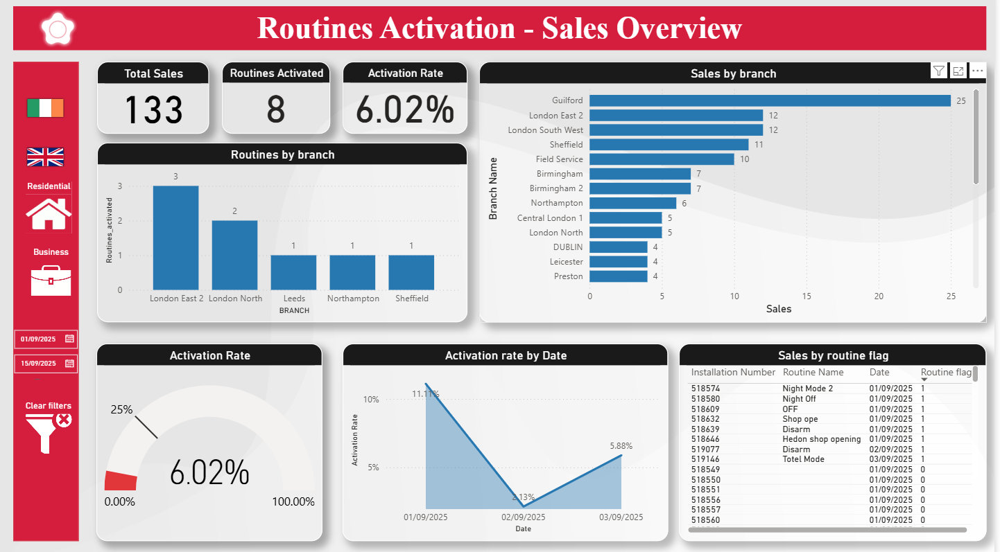 Routines Activation - Sales Overview
Residential
Business
01/09/2025
15/09/2025
Clear filters
Total Sales
133
Routines Activated
8
Activation Rate
6.02%
Routines by branch
Routines_activated
3
2
1
0
3
2
1
1
1
London East 2 London North Leeds Northampton Sheffield
BRANCH
Sales by branch
Branch Name
Guilford 25
London East 2 12
London South West 12
Sheffield 11
Field Service 10
Birmingham 7
Birmingham 2 7
Northampton 6
Central London 1 5
London North 5
DUBLIN 4
Leicester 4
Preston 4
0 5 10 15 20 25
Sales
Activation Rate
25%
6.02%
0.00% 100.00%
Activation rate by Date
Activation Rate
10%
5%
11.11%
2.13%
5.88%
01/09/2025 02/09/2025 03/09/2025
Date
Sales by routine flag
Installation Number Routine Name Date Routine flag
518574 Night Mode 2 01/09/2025 1
518580 Night Off 01/09/2025 1
518609 OFF 01/09/2025 1
518632 Shop ope 01/09/2025 1
518639 Disarm 01/09/2025 1
518646 Hedon shop opening 01/09/2025 1
519077 Disarm 02/09/2025 1
519146 Totel Mode 03/09/2025 1
518549 01/09/2025 0
518550 01/09/2025 0
518551 01/09/2025 0
518556 01/09/2025 0
518557 01/09/2025 0
518560 01/09/2025 0